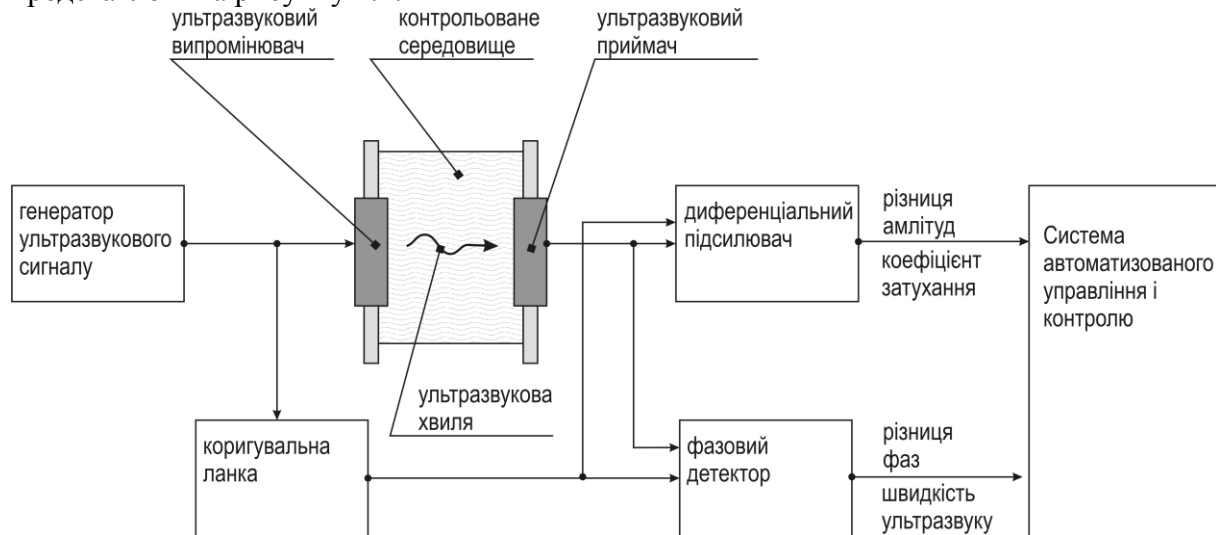 ультразвуковий
випромінювач
контрольоване
середовище
ультразвуковий
приймач
генератор
ультразвукового
сигналу
диференціальний
підсилювач
різниця
амлітуд
коефіцієнт
затухання
Система
автоматизованого
управління і
контролю
ультразвукова
хвиля
коригувальна
ланка
фазовий
детектор
різниця
фаз
швидкість
ультразвуку